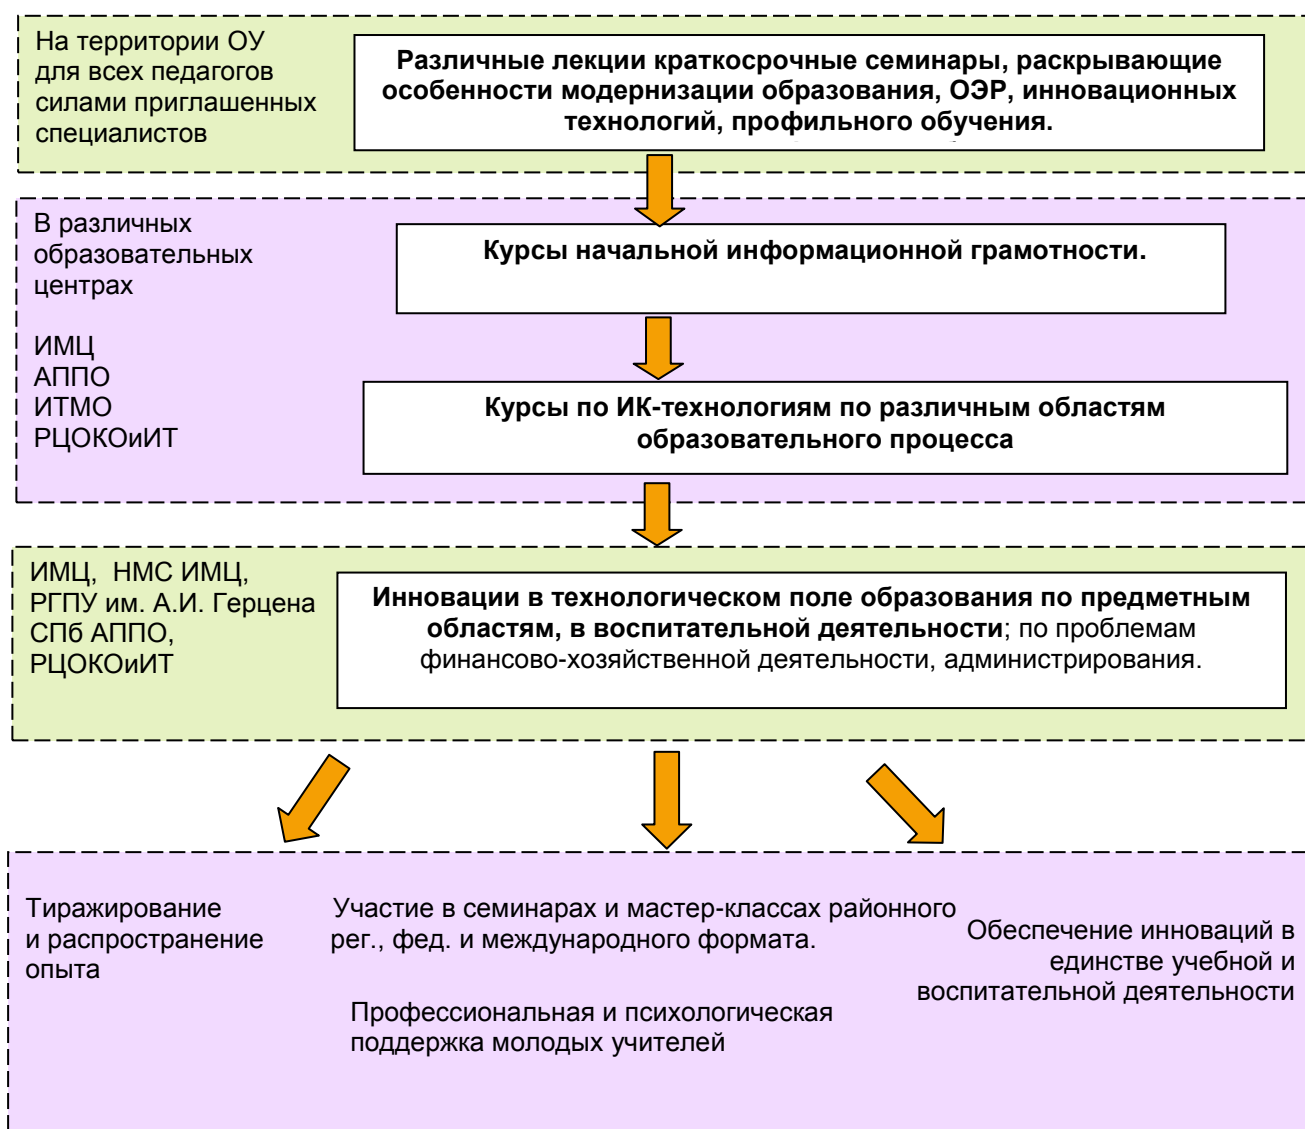 На территории ОУ
для всех педагогов
силами приглашенных
специалистов
Различные лекции краткосрочные семинары, раскрывающие
особенности модернизации образования, ОЭР, инновационных
технологий, профильного обучения.
В различных
образовательных
центрах
ИМЦ
АППО
ИТМО
РЦОКОиИТ
Курсы начальной информационной грамотности.
Курсы по ИК-технологиям по различным областям
образовательного процесса
ИМЦ, НМС ИМЦ,
РГПУ им. А.И. Герцена
СПб АППО,
РЦОКОиИТ
Инновации в технологическом поле образования по предметным
областям, в воспитательной деятельности; по проблемам
финансово-хозяйственной деятельности, администрирования.
Тиражирование
и распространение
опыта
Участие в семинарах и мастер-классах районного
рег., фед. и международного формата.
Профессиональная и психологическая
поддержка молодых учителей
Обеспечение инноваций в
единстве учебной и
воспитательной деятельности